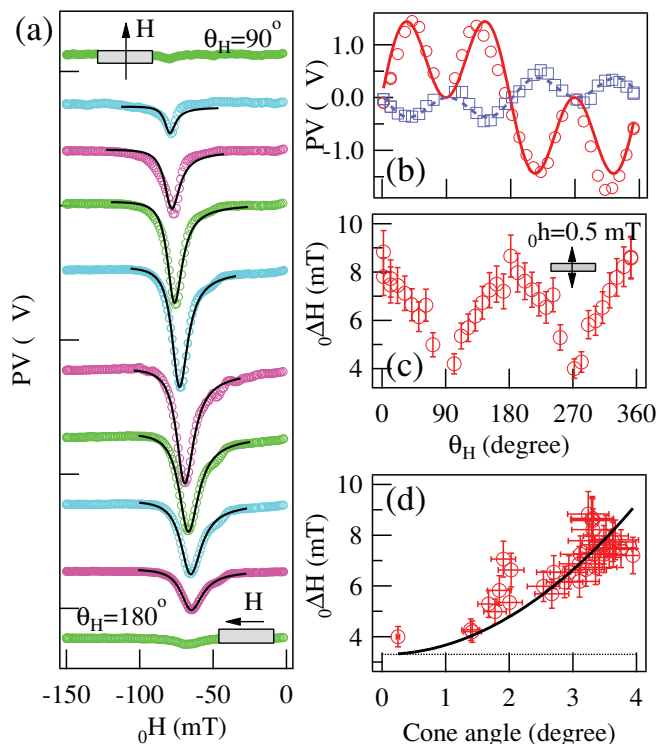 (a)
H
θH=90°
PV ( V)
θH=180°
H
-150
-100
-50
0
0H (mT)
1.0
0.0
-1.0
PV ( V)
(b)
10
8
6
4
0ΔH (mT)
0h=0.5 mT
(c)
0
90
180
270
360
θH (degree)
10
8
6
4
0ΔH (mT)
(d)
0
1
2
3
4
Cone angle (degree)